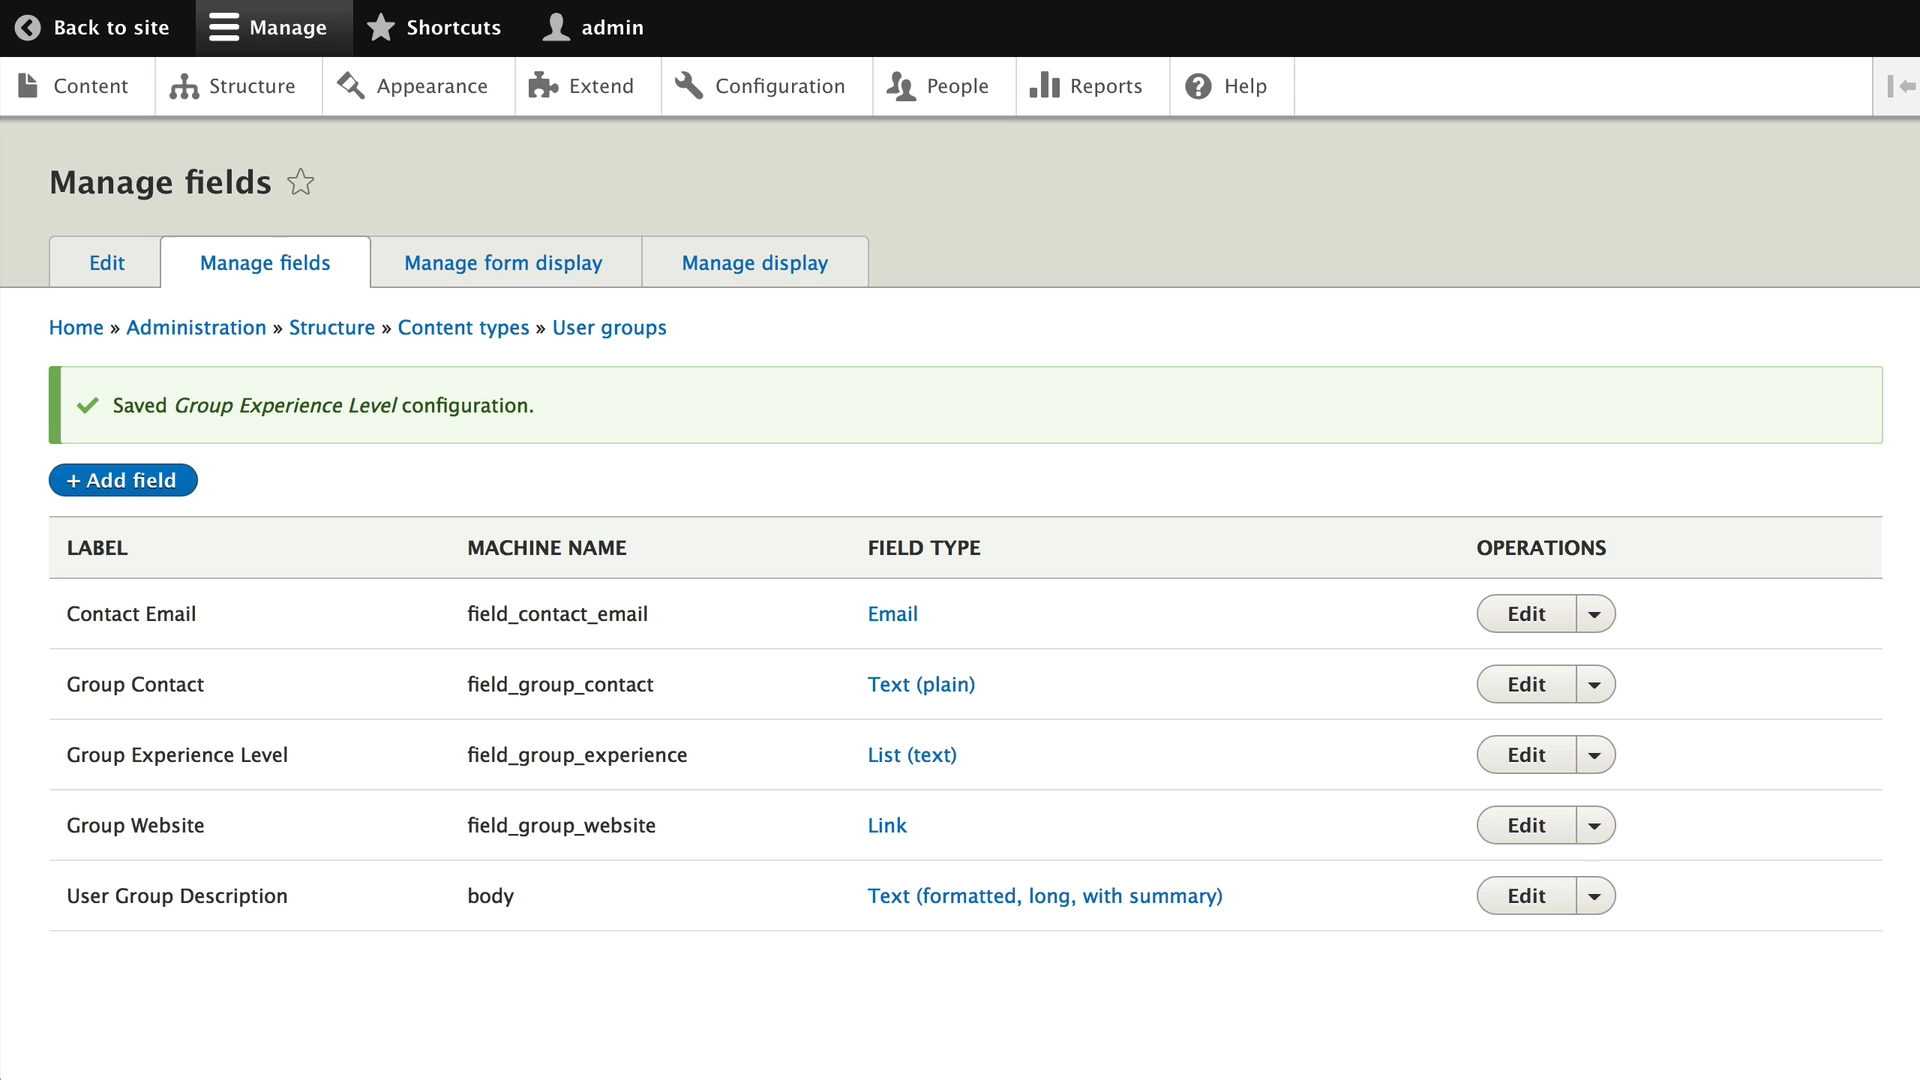 Back to site Manage Shortcuts admin
Content Structure Appearance Extend Configuration People Reports Help
Manage fields
Edit Manage fields Manage form display Manage display
Home » Administration » Structure » Content types » User groups
Saved Group Experience Level configuration.
+ Add field
LABEL MACHINE NAME FIELD TYPE OPERATIONS
Contact Email field_contact_email Email Edit
Group Contact field_group_contact Text (plain) Edit
Group Experience Level field_group_experience List (text) Edit
Group Website field_group_website Link Edit
User Group Description body Text (formatted, long, with summary) Edit